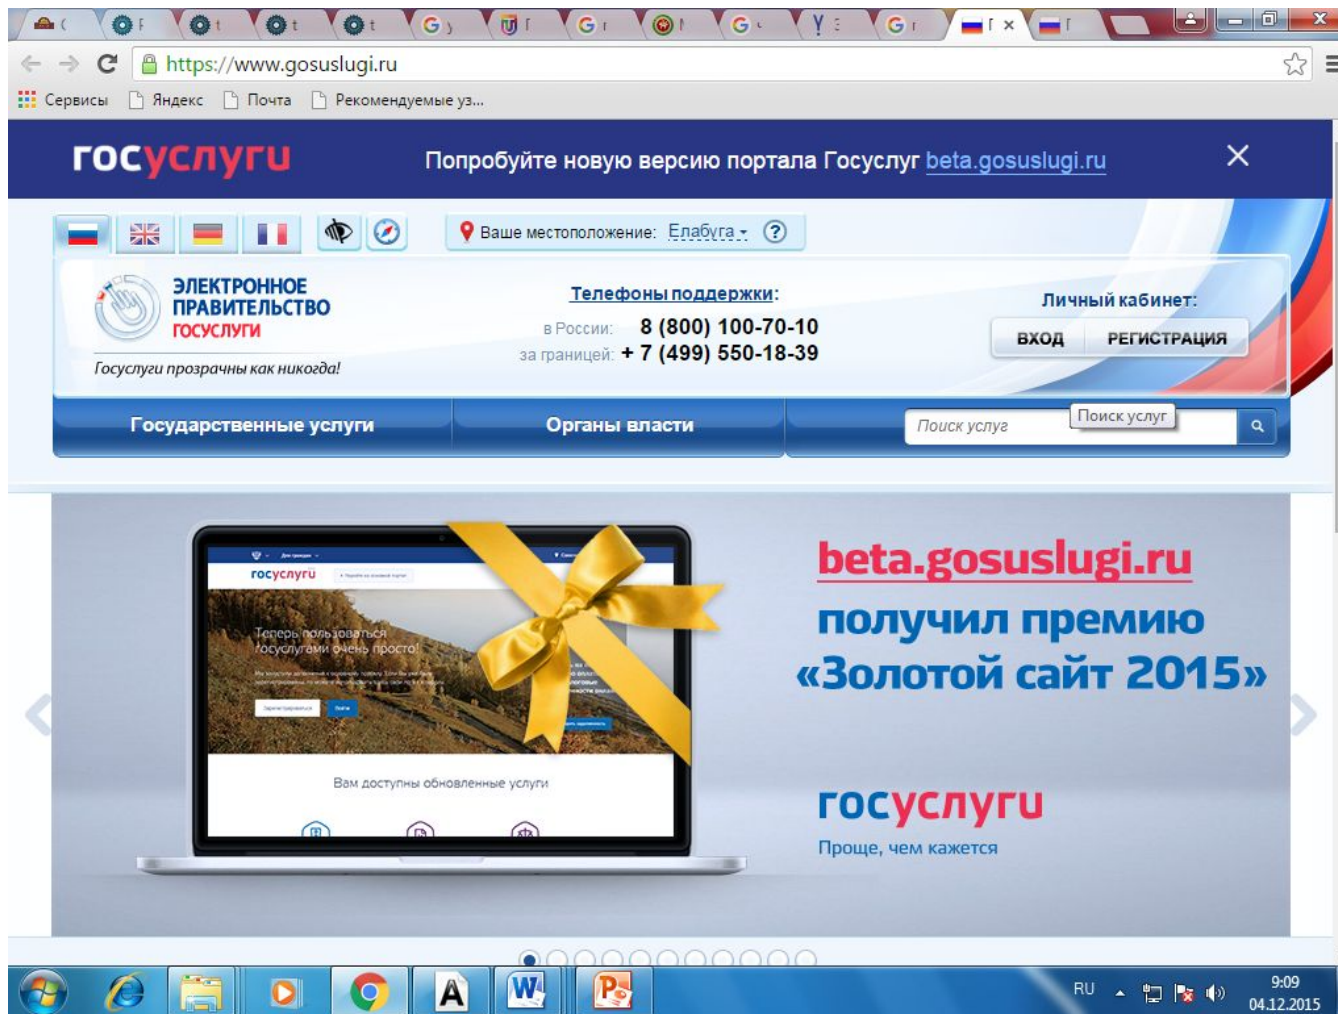 https://www.gosuslugi.ru
Сервисы Яндекс Почта Рекомендуемые уз...
госуслуги Попробуйте новую версию портала Госуслуг beta.gosuslugi.ru
Ваше местоположение: Елабуга
ЭЛЕКТРОННОЕ
ПРАВИТЕЛЬСТВО
ГОСУСЛУГИ
Госуслуги прозрачны как никогда!
Телефоны поддержки:
в России: 8 (800) 100-70-10
за границей: + 7 (499) 550-18-39
Личный кабинет:
ВХОД РЕГИСТРАЦИЯ
Государственные услуги Органы власти Поиск услуг
Поиск услуг
госуслуги
Теперь пользоваться
госуслугами очень просто!
Зарегистрироваться Войти
Вам доступны обновленные услуги
beta.gosuslugi.ru
получил премию
«Золотой сайт 2015»
госуслуги
Проще, чем кажется
RU 9:09
04.12.2015